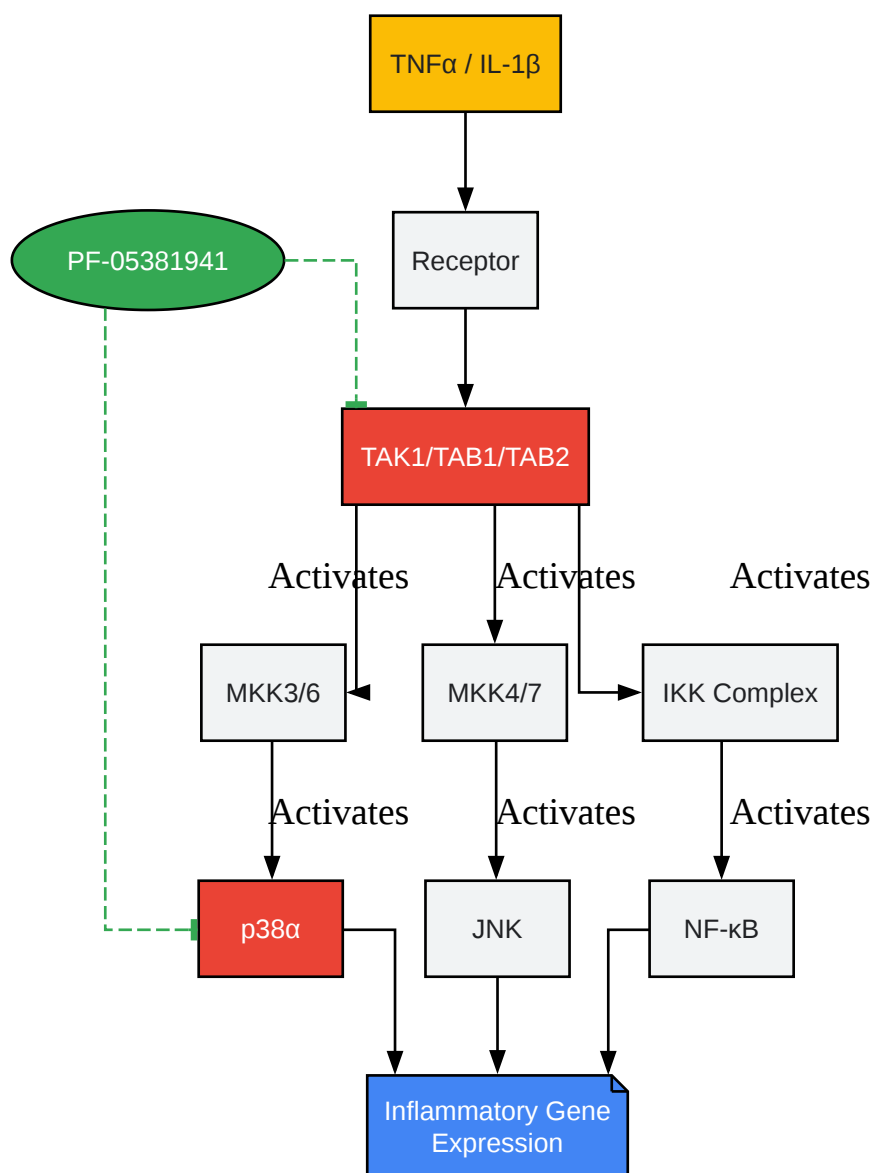 TNFα / IL-1β
PF-05381941
Receptor
TAK1/TAB1/TAB2
Activates
Activates
Activates
MKK3/6
MKK4/7
IKK Complex
Activates
Activates
Activates
p38α
JNK
NF-κB
Inflammatory Gene
Expression